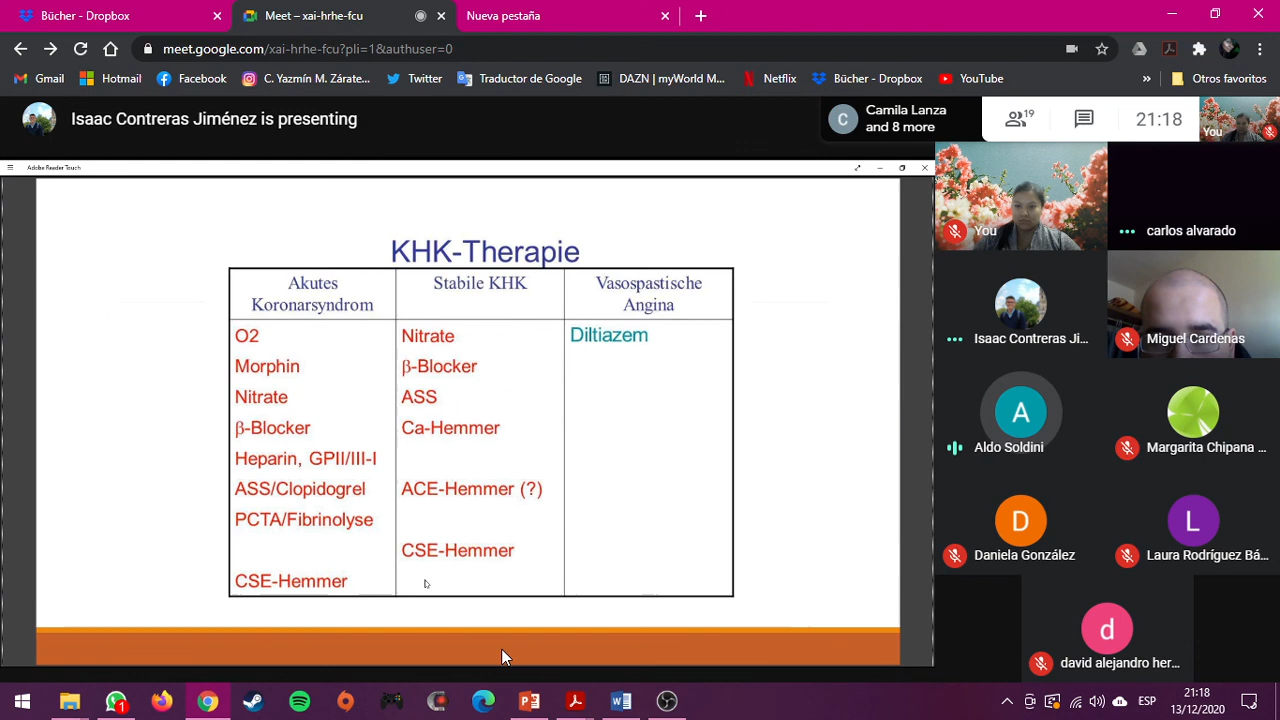 Bücher - Dropbox
Meet – xai-hrhe-fcu
Nueva pestaña
meet.google.com/xai-hrhe-fcu?pli=1&authuser=0
Gmail
Hotmail
Facebook
C. Yazmín M. Zárate...
Twitter
Traductor de Google
DAZN | myWorld M...
Netflix
Bücher - Dropbox
YouTube
»
Otros favoritos
Isaac Contreras Jiménez is presenting
C
Camila Lanza
and 8 more
19
21:18
You
Adobe Reader Touch
KHK-Therapie
Akutes
Koronarsyndrom
Stabile KHK
Vasospastische
Angina
O2
Nitrate
Diltiazem
Morphin
β-Blocker
Nitrate
ASS
β-Blocker
Ca-Hemmer
Heparin, GPII/III-I
ASS/Clopidogrel
ACE-Hemmer (?)
PCTA/Fibrinolyse
CSE-Hemmer
CSE-Hemmer
You
carlos alvarado
Isaac Contreras Ji...
Miguel Cardenas
A
Aldo Soldini
Margarita Chipana ...
D
Daniela González
L
Laura Rodríguez Bá...
d
david alejandro her...
1
ESP
21:18
13/12/2020